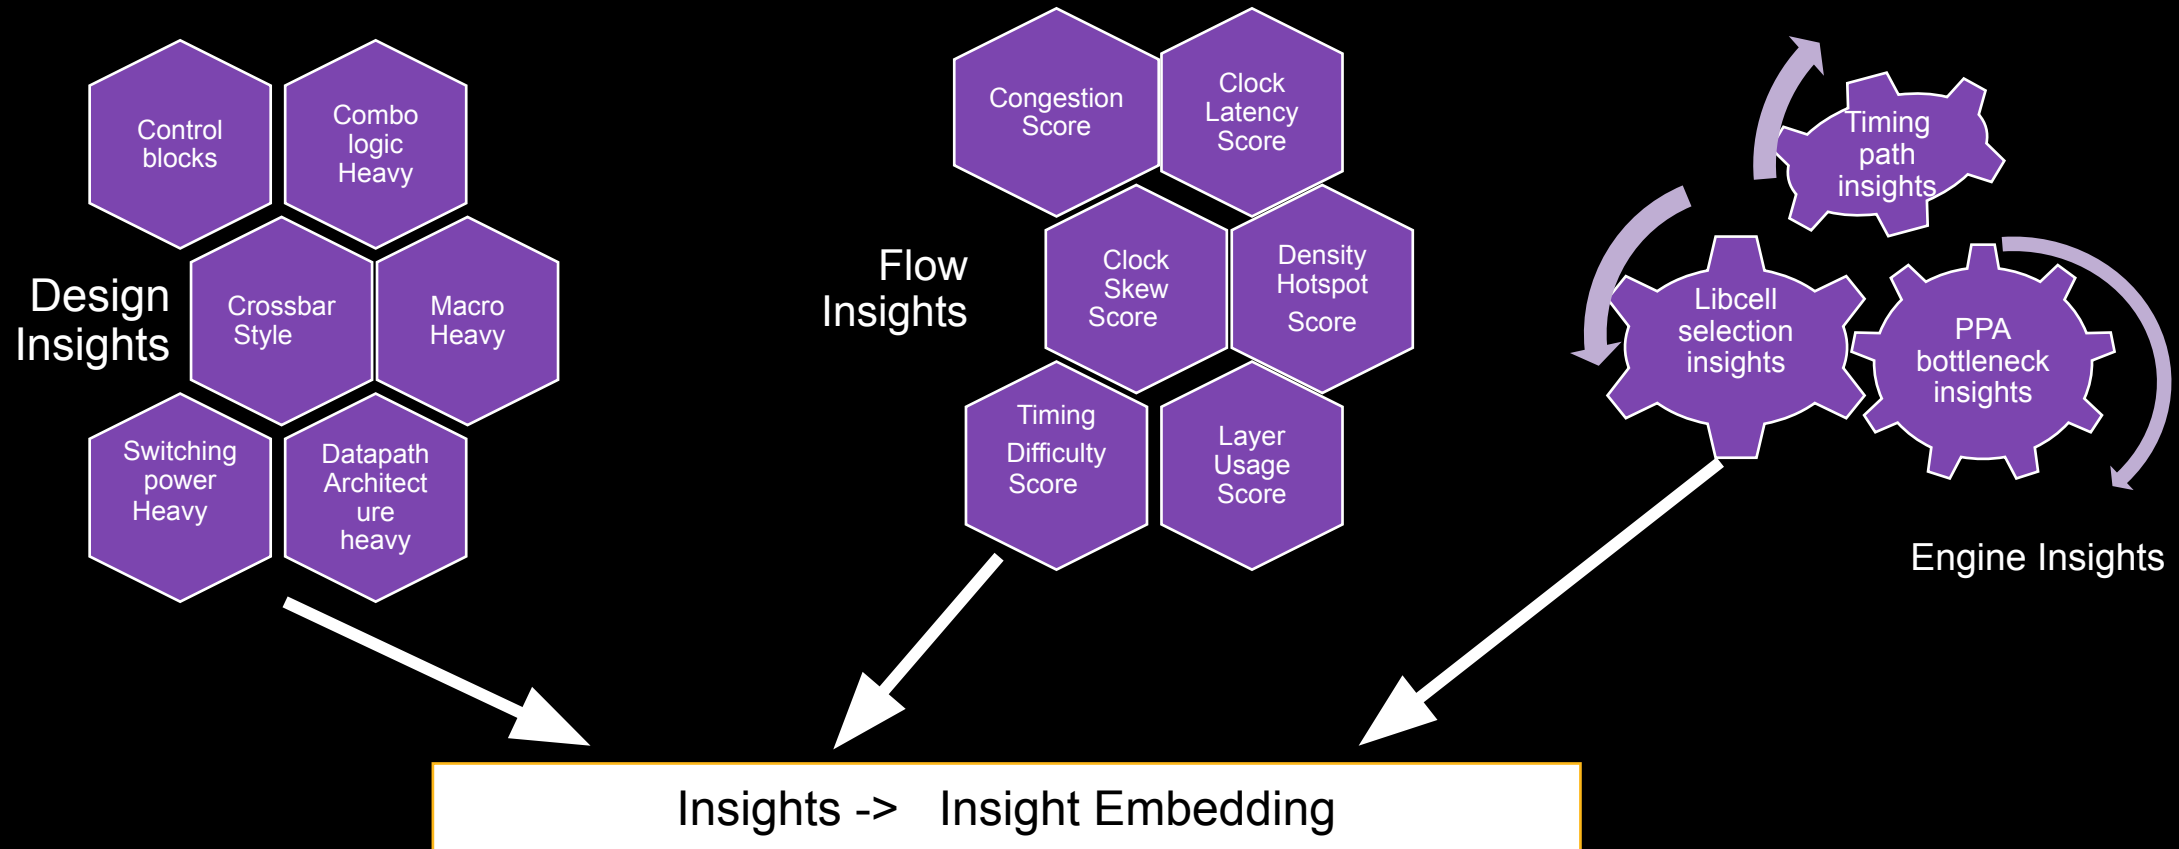 Control
blocks
Combo
logic
Heavy
Design
Insights
Crossbar
Style
Macro
Heavy
Switching
power
Heavy
Datapath
Architect
ure
heavy
Congestion
Score
Clock
Latency
Score
Flow
Insights
Clock
Skew
Score
Density
Hotspot
Score
Timing
Difficulty
Score
Layer
Usage
Score
Timing
path
insights
Libcell
selection
insights
PPA
bottleneck
insights
Engine Insights
Insights -> Insight Embedding